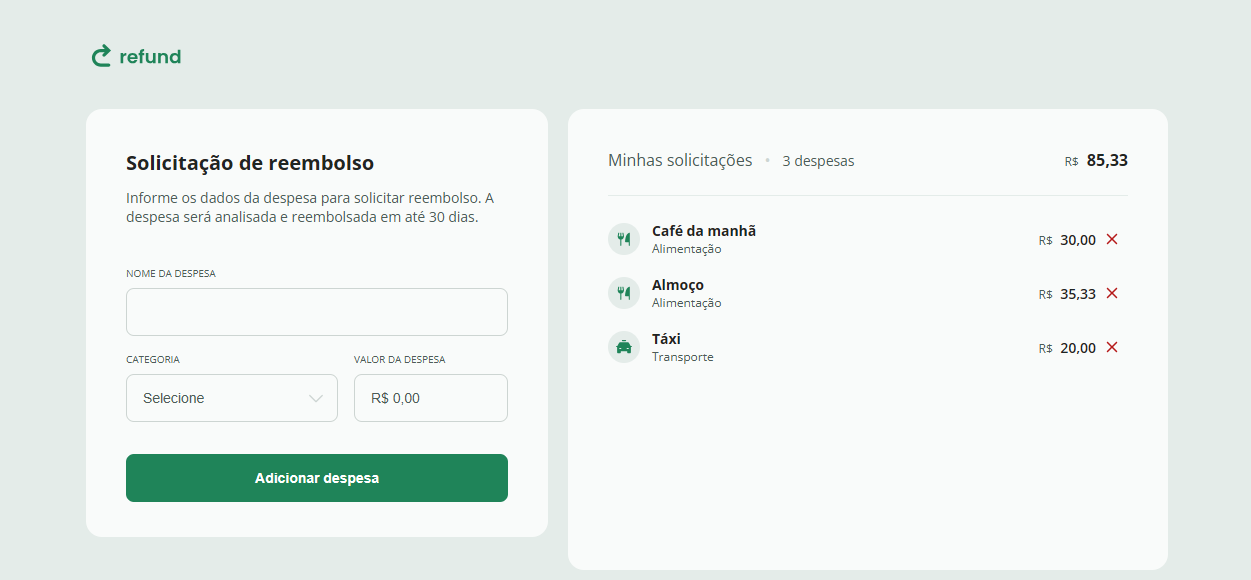 refund
Solicitação de reembolso
Informe os dados da despesa para solicitar reembolso. A
despesa será analisada e reembolsada em até 30 dias.
NOME DA DESPESA
CATEGORIA
VALOR DA DESPESA
Selecione
R$ 0,00
Adicionar despesa
Minhas solicitações • 3 despesas
R$ 85,33
Café da manhã
Alimentação
R$ 30,00
Almoço
Alimentação
R$ 35,33
Táxi
Transporte
R$ 20,00